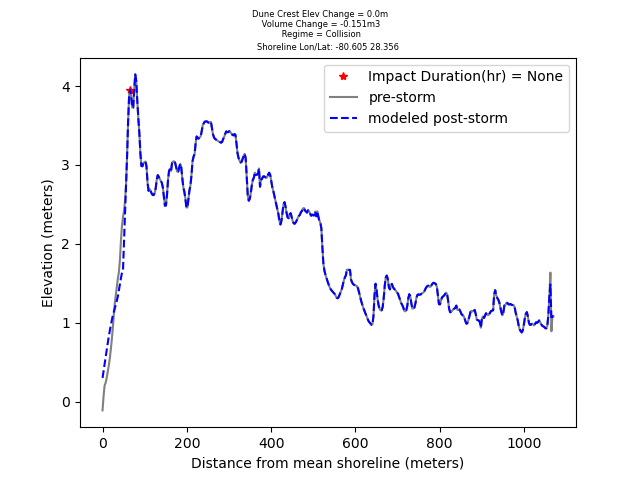 Dune Crest Elev Change = 0.0m
Volume Change = -0.151m3
Regime = Collision
Shoreline Lon/Lat: -80.605 28.356
Impact Duration(hr) = None
pre-storm
modeled post-storm
Elevation (meters)
4
3
2
1
0
0 200 400 600 800 1000
Distance from mean shoreline (meters)